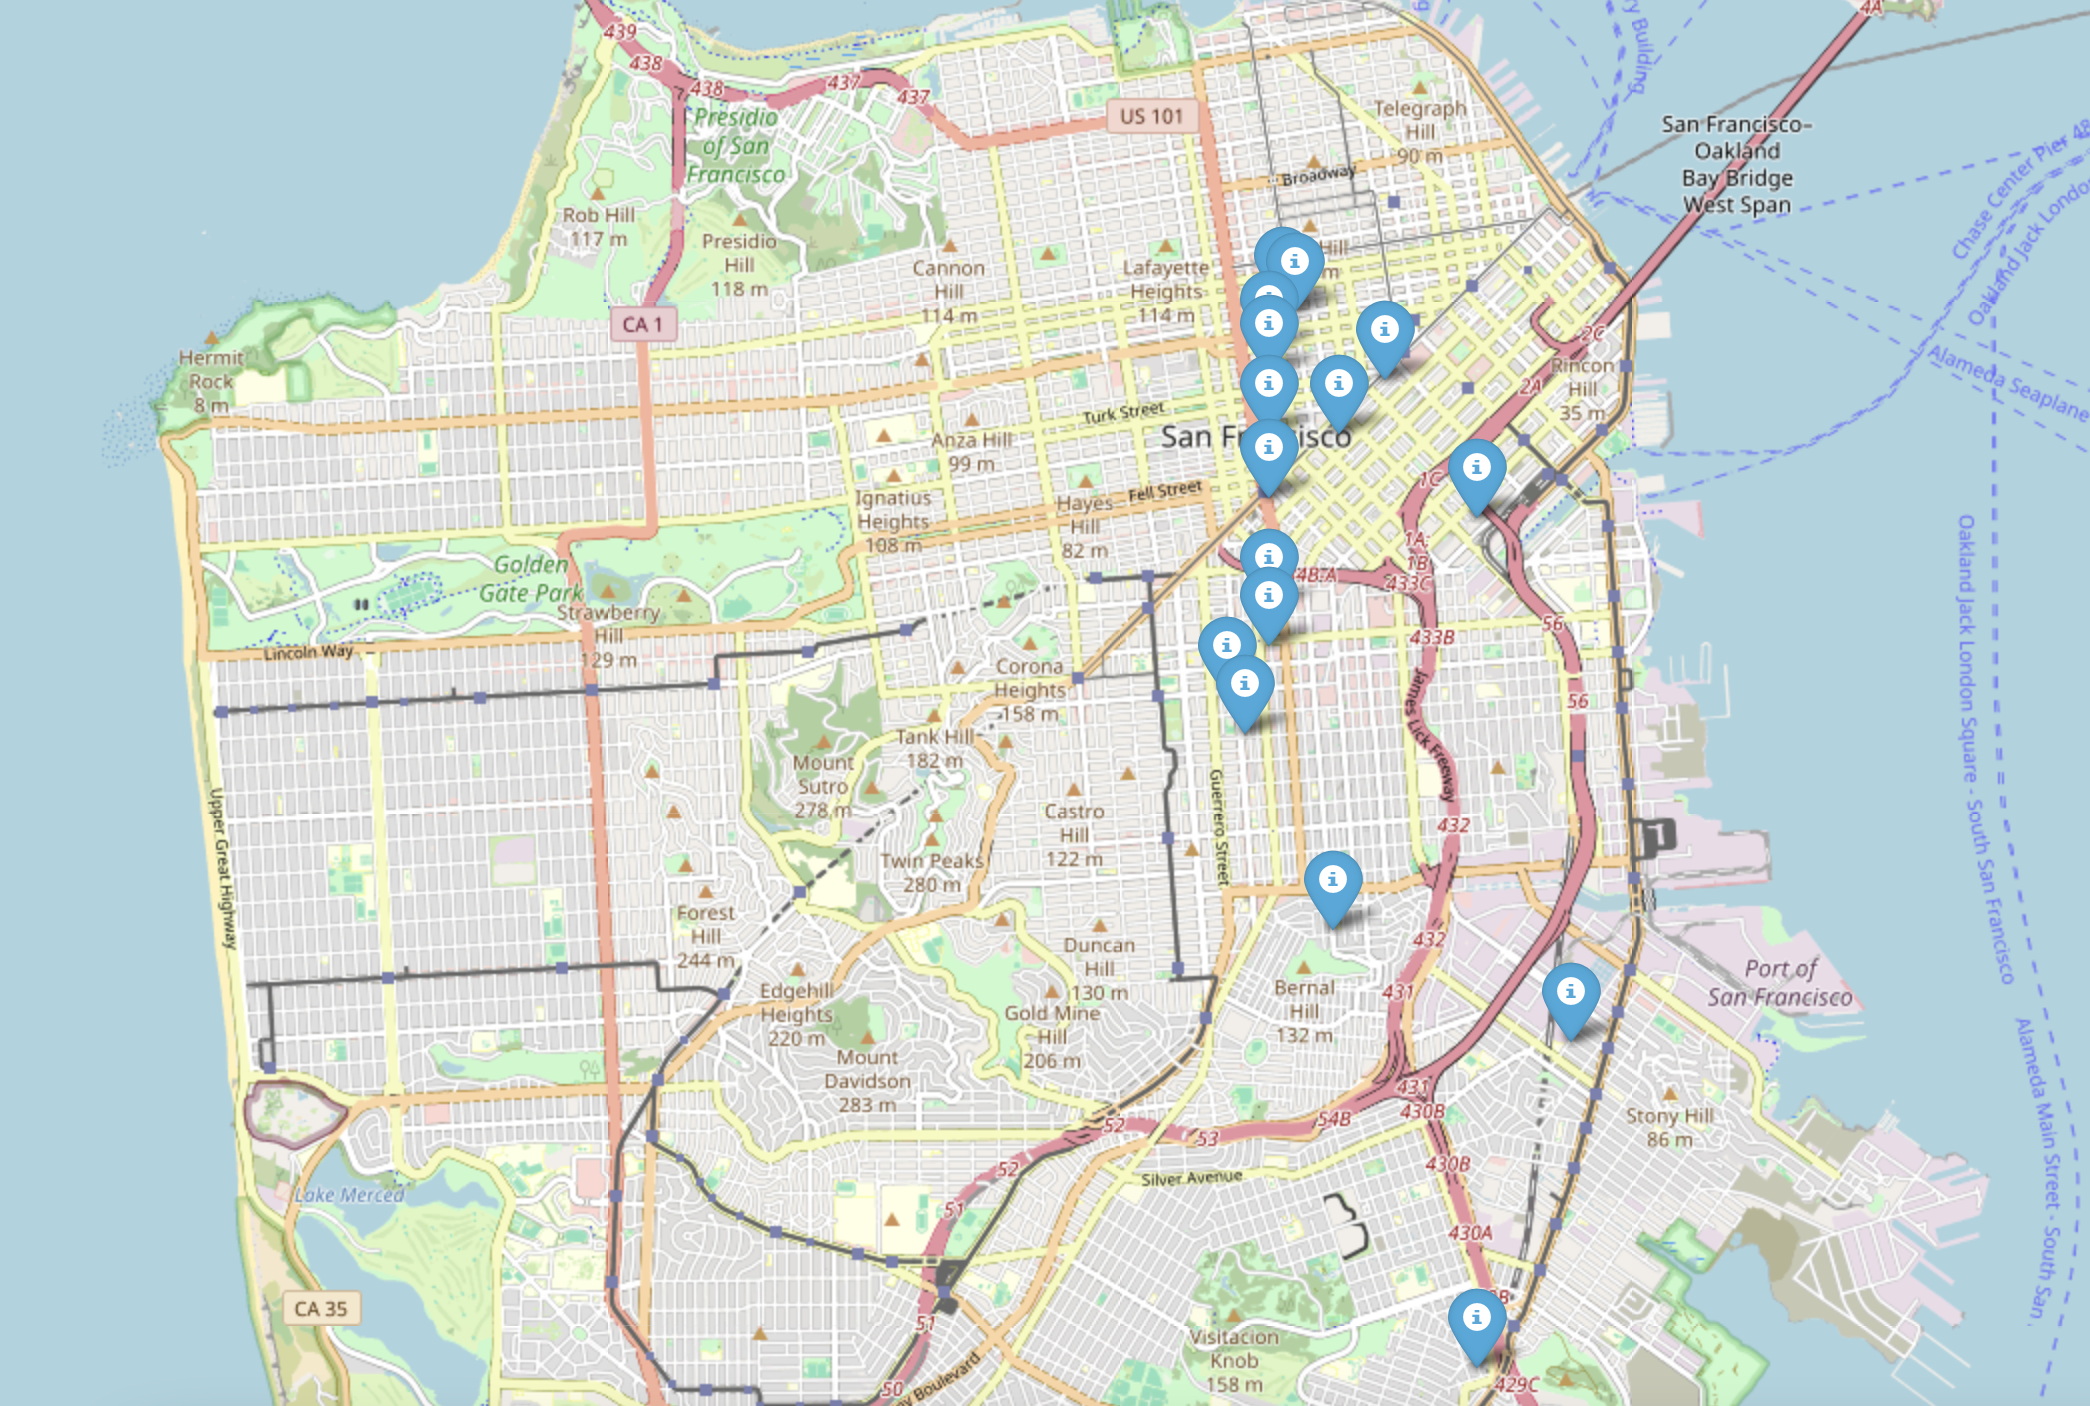 439
438
438
437
437
US 101
Presidio
of San
Francisco
Telegraph
Hill
90 m
Broadway
4A
San Francisco–
Oakland
Bay Bridge
West Span
Chase Center Pier 48
Rob Hill
117 m
Presidio
Hill
118 m
Cannon
Hill
114 m
Lafayette
Heights
114 m
Hill
m
CA 1
Hermit
Rock
8 m
2C
Rincon
Hill
35 m
2A
Alameda Seaplane
Turk Street
San Francisco
Anza Hill
99 m
Ignatius
Heights
108 m
Hayes
Hill
82 m
Fell Street
1C
1A;
1B
433C
4B;A
Golden
Gate Park
Strawberry
Hill
129 m
Lincoln Way
433B
56
56
Corona
Heights
158 m
James Lick Freeway
Tank Hill
182 m
Mount
Sutro
278 m
Castro
Hill
122 m
Guerrero Street
432
Upper Great Highway
Twin Peaks
280 m
Forest
Hill
244 m
432
Duncan
Hill
130 m
Edgehill
Heights
220 m
Gold Mine
Hill
206 m
Bernal
Hill
132 m
431
Port of
San Francisco
Mount
Davidson
283 m
431
430B
54B
52
53
52
Stony Hill
86 m
430B
Silver Avenue
Lake Merced
51
430A
CA 35
51
Visitacion
Knob
158 m
50
429C
Oakland Jack London Square - South San Francisco
Alameda Main Street - South San